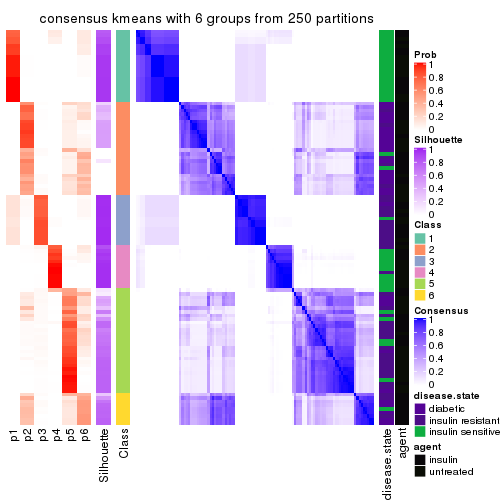 consensus kmeans with 6 groups from 250 partitions
Prob
1
0.8
0.6
0.4
0.2
0
Silhouette
1
0.8
0.6
0.4
0.2
0
Class
1
2
3
4
5
6
Consensus
1
0.8
0.6
0.4
0.2
0
disease.state
diabetic
insulin resistant
insulin sensitive
agent
insulin
untreated
p1
p2
p3
p4
p5
p6
Silhouette
Class
disease.state
agent